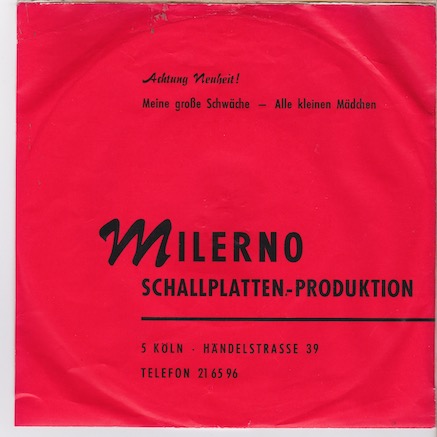 Achtung Neuheit!
Meine große Schwäche — Alle kleinen Mädchen
MILERNO
SCHALLPLATTEN-PRODUKTION
5 KÖLN · HÄNDELSTRASSE 39
TELEFON 21 65 96